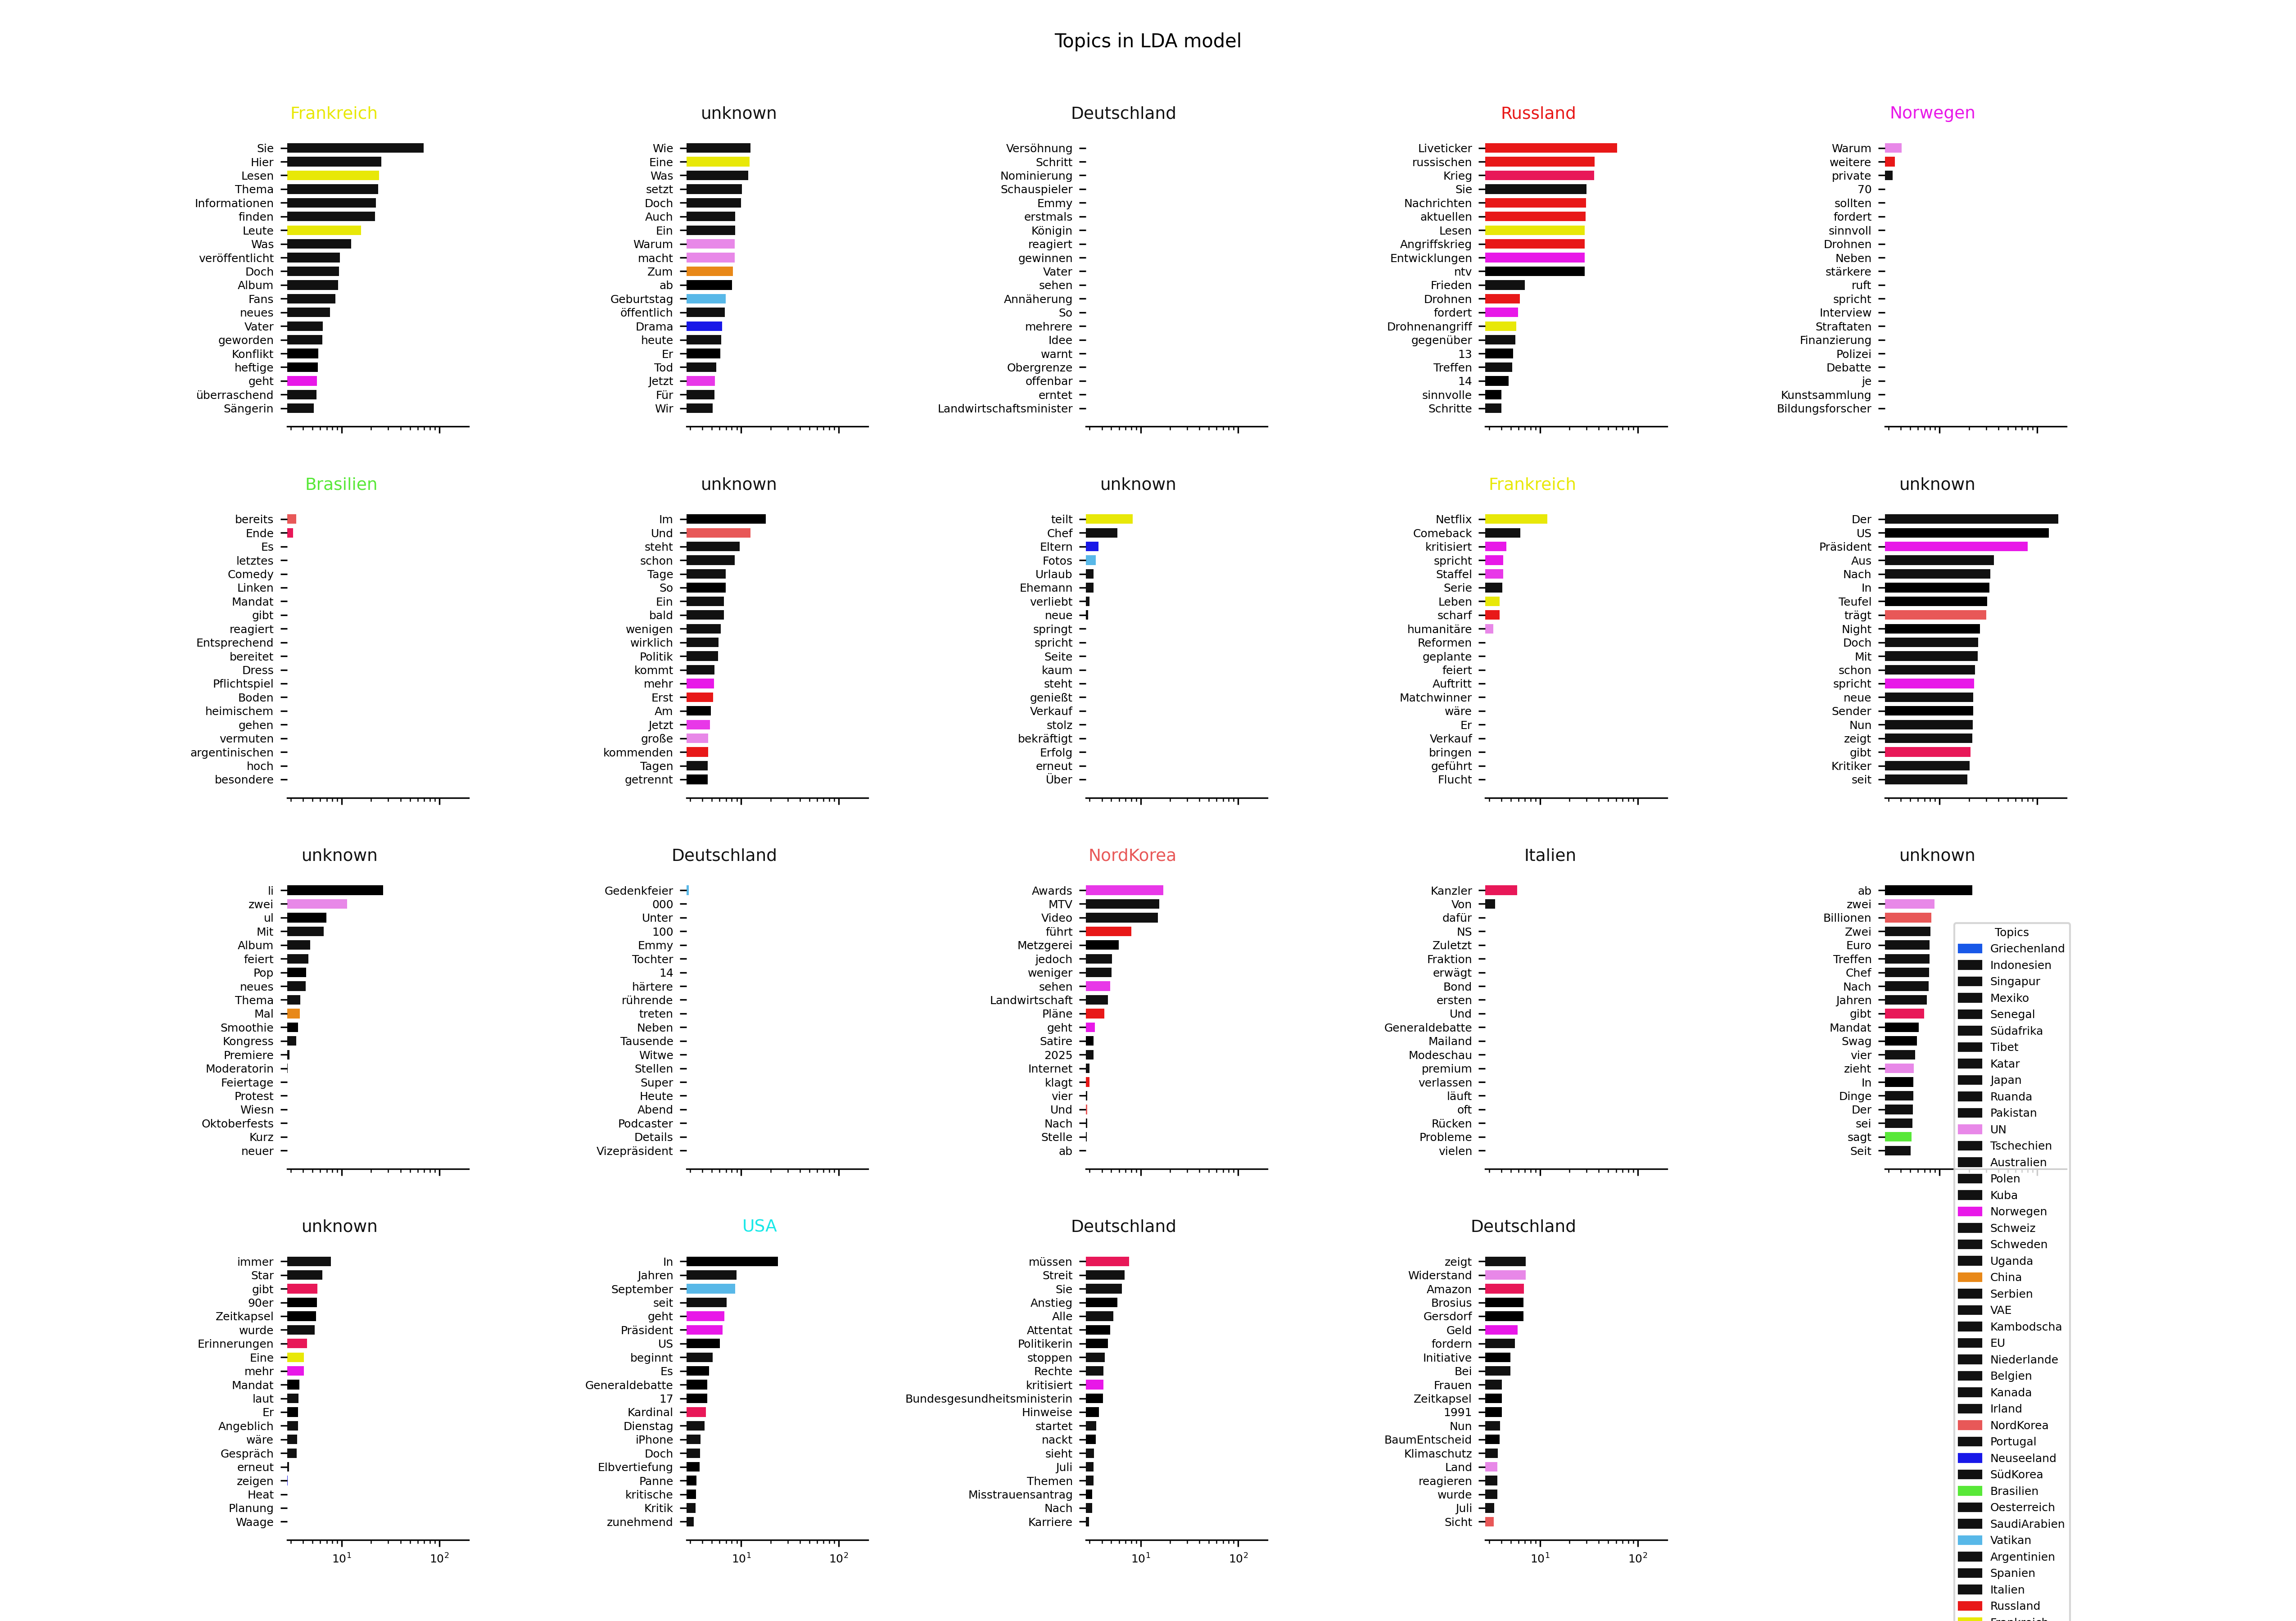 Topics in LDA model
Frankreich
Sie
Hier
Lesen
Thema
Informationen
finden
Leute
Was
veröffentlicht
Doch
Album
Fans
neues
Vater
geworden
Konflikt
heftige
geht
überraschend
Sängerin
unknown
Wie
Eine
Was
setzt
Doch
Auch
Ein
Warum
macht
Zum
ab
Geburtstag
öffentlich
Drama
heute
Er
Tod
Jetzt
Für
Wir
Deutschland
Versöhnung
Schritt
Nominierung
Schauspieler
Emmy
erstmals
Königin
reagiert
gewinnen
Vater
sehen
Annäherung
So
mehrere
Idee
warnt
Obergrenze
offenbar
erntet
Landwirtschaftsminister
Russland
Liveticker
russischen
Krieg
Sie
Nachrichten
aktuellen
Lesen
Angriffskrieg
Entwicklungen
ntv
Frieden
Drohnen
fordert
Drohnenangriff
gegenüber
13
Treffen
14
sinnvolle
Schritte
Norwegen
Warum
weitere
private
70
sollten
fordert
sinnvoll
Drohnen
Neben
stärkere
ruft
spricht
Interview
Straftaten
Finanzierung
Polizei
Debatte
je
Kunstsammlung
Bildungsforscher
Brasilien
bereits
Ende
Es
letztes
Comedy
Linken
Mandat
gibt
reagiert
Entsprechend
bereitet
Dress
Pflichtspiel
Boden
heimischem
gehen
vermuten
argentinischen
hoch
besondere
unknown
Im
Und
steht
schon
Tage
So
Ein
bald
wenigen
wirklich
Politik
kommt
mehr
Erst
Am
Jetzt
große
kommenden
Tagen
getrennt
unknown
teilt
Chef
Eltern
Fotos
Urlaub
Ehemann
verliebt
neue
springt
spricht
Seite
kaum
steht
genießt
Verkauf
stolz
bekräftigt
Erfolg
erneut
Über
Frankreich
Netflix
Comeback
kritisiert
spricht
Staffel
Serie
Leben
scharf
humanitäre
Reformen
geplante
feiert
Auftritt
Matchwinner
wäre
Er
Verkauf
bringen
geführt
Flucht
unknown
Der
US
Präsident
Aus
Nach
In
Teufel
trägt
Night
Doch
Mit
schon
spricht
neue
Sender
Nun
zeigt
gibt
Kritiker
seit
unknown
li
zwei
ul
Mit
Album
feiert
Pop
neues
Thema
Mal
Smoothie
Kongress
Premiere
Moderatorin
Feiertage
Protest
Wiesn
Oktoberfests
Kurz
neuer
Deutschland
Gedenkfeier
000
Unter
100
Emmy
Tochter
14
härtere
rührende
treten
Neben
Tausende
Witwe
Stellen
Super
Heute
Abend
Podcaster
Details
Vizepräsident
NordKorea
Awards
MTV
Video
führt
Metzgerei
jedoch
weniger
sehen
Landwirtschaft
Pläne
geht
Satire
2025
Internet
klagt
vier
Und
Nach
Stelle
ab
Italien
Kanzler
Von
dafür
NS
Zuletzt
Fraktion
erwägt
Bond
ersten
Und
Generaldebatte
Mailand
Modeschau
premium
verlassen
läuft
oft
Rücken
Probleme
vielen
unknown
ab
zwei
Billionen
Zwei
Euro
Treffen
Chef
Nach
Jahren
gibt
Mandat
Swag
vier
zieht
In
Dinge
Der
sei
sagt
Seit
unknown
immer
Star
gibt
90er
Zeitkapsel
wurde
Erinnerungen
Eine
mehr
Mandat
laut
Er
Angeblich
wäre
Gespräch
erneut
zeigen
Heat
Planung
Waage
10¹ 10²
USA
In
Jahren
September
seit
geht
Präsident
US
beginnt
Es
Generaldebatte
17
Kardinal
Dienstag
iPhone
Doch
Elbvertiefung
Panne
kritische
Kritik
zunehmend
10¹ 10²
Deutschland
müssen
Streit
Sie
Anstieg
Alle
Attentat
Politikerin
stoppen
Rechte
kritisiert
Bundesgesundheitsministerin
Hinweise
startet
nackt
sieht
Juli
Themen
Misstrauensantrag
Nach
Karriere
10¹ 10²
Deutschland
zeigt
Widerstand
Amazon
Brosius
Gersdorf
Geld
fordern
Initiative
Bei
Frauen
Zeitkapsel
1991
Nun
BaumEntscheid
Klimaschutz
Land
reagieren
wurde
Juli
Sicht
10¹ 10²
Topics
Griechenland
Indonesien
Singapur
Mexiko
Senegal
Südafrika
Tibet
Katar
Japan
Ruanda
Pakistan
UN
Tschechien
Australien
Polen
Kuba
Norwegen
Schweiz
Schweden
Uganda
China
Serbien
VAE
Kambodscha
EU
Niederlande
Belgien
Kanada
Irland
NordKorea
Portugal
Neuseeland
SüdKorea
Brasilien
Oesterreich
SaudiArabien
Vatikan
Argentinien
Spanien
Italien
Russland